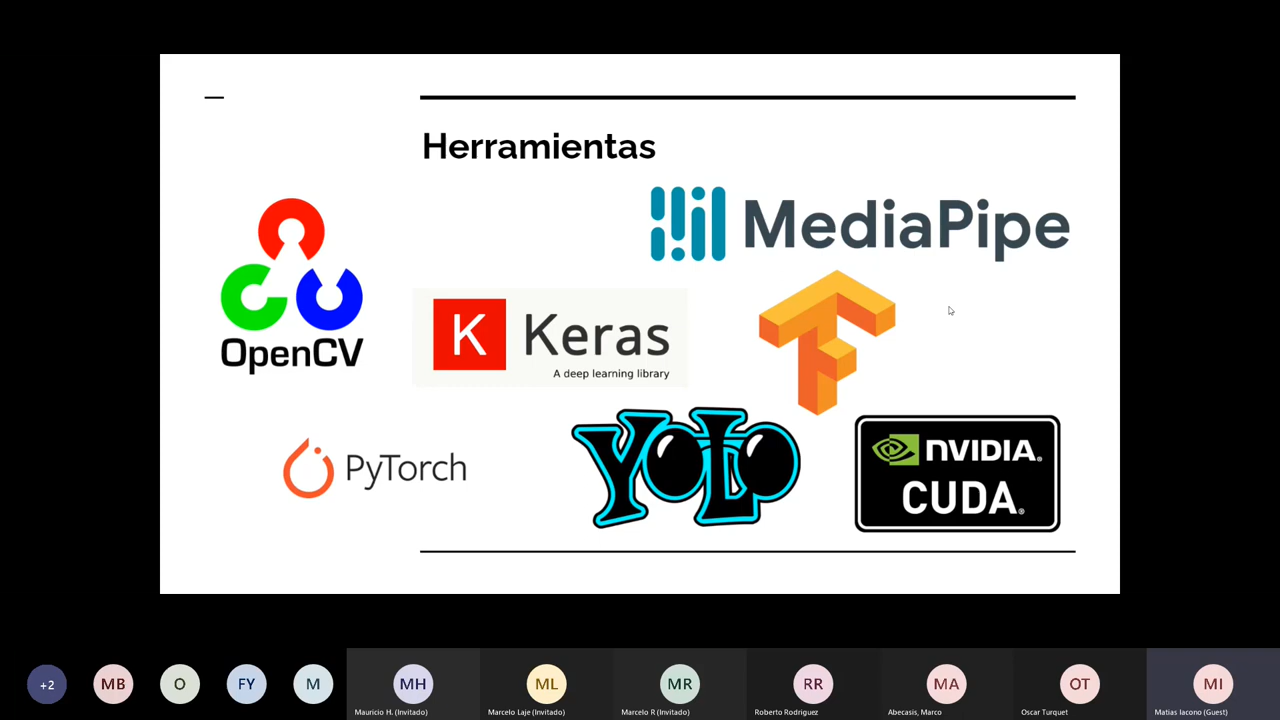 Herramientas
MediaPipe
OpenCV
K Keras
A deep learning library
PyTorch
YOLO
NVIDIA®
CUDA®
+2
MB
O
FY
M
MH
ML
MR
RR
MA
OT
MI
Mauricio H. (Invitado)
Marcelo Laje (Invitado)
Marcelo R (Invitado)
Roberto Rodriguez
Abecasis, Marco
Oscar Turquet
Matias Iacono (Guest)